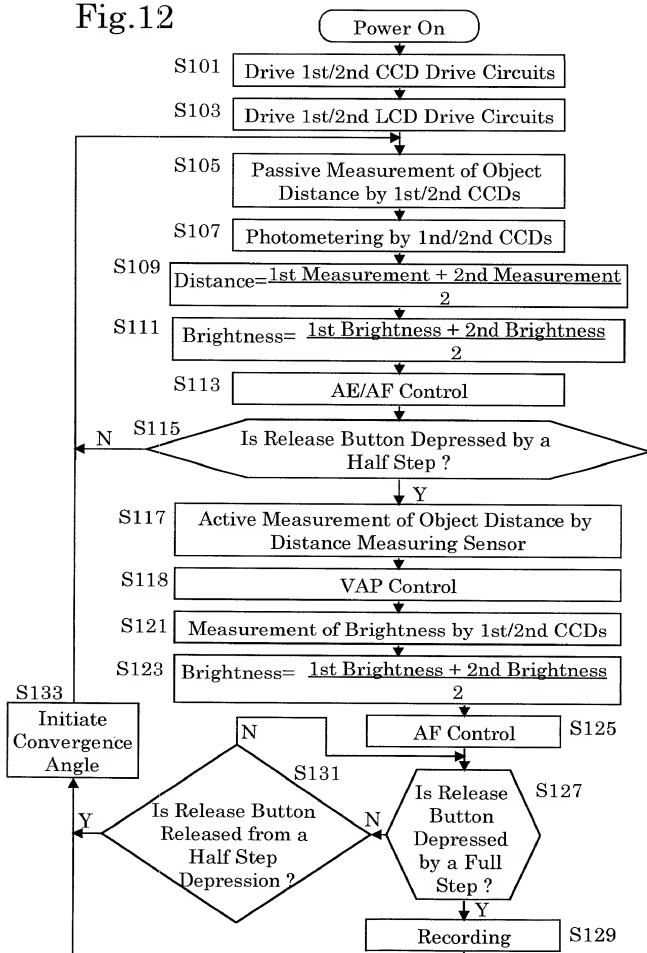 Fig.12
Power On
S101
Drive 1st/2nd CCD Drive Circuits
S103
Drive 1st/2nd LCD Drive Circuits
S105
Passive Measurement of Object
Distance by 1st/2nd CCDs
S107
Photometering by 1nd/2nd CCDs
S109
Distance= 1st Measurement + 2nd Measurement
2
S111
Brightness= 1st Brightness + 2nd Brightness
2
S113
AE/AF Control
S115
N
Is Release Button Depressed by a
Half Step ?
Y
S117
Active Measurement of Object Distance by
Distance Measuring Sensor
S118
VAP Control
S121
Measurement of Brightness by 1st/2nd CCDs
S123
Brightness= 1st Brightness + 2nd Brightness
2
S133
Initiate
Convergence
Angle
AF Control
S125
N
S131
Is Release Button
Released from a
Half Step
Depression ?
Y
N
S127
Is Release
Button
Depressed
by a Full
Step ?
Y
Recording
S129